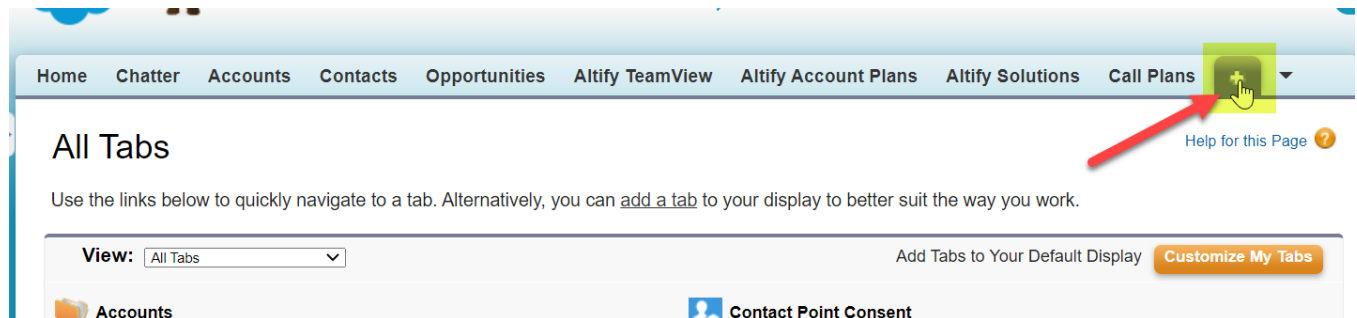 Home Chatter Accounts Contacts Opportunities Altify TeamView Altify Account Plans Altify Solutions Call Plans +
All Tabs
Help for this Page ?
Use the links below to quickly navigate to a tab. Alternatively, you can add a tab to your display to better suit the way you work.
View: All Tabs Add Tabs to Your Default Display Customize My Tabs
Accounts Contact Point Consent